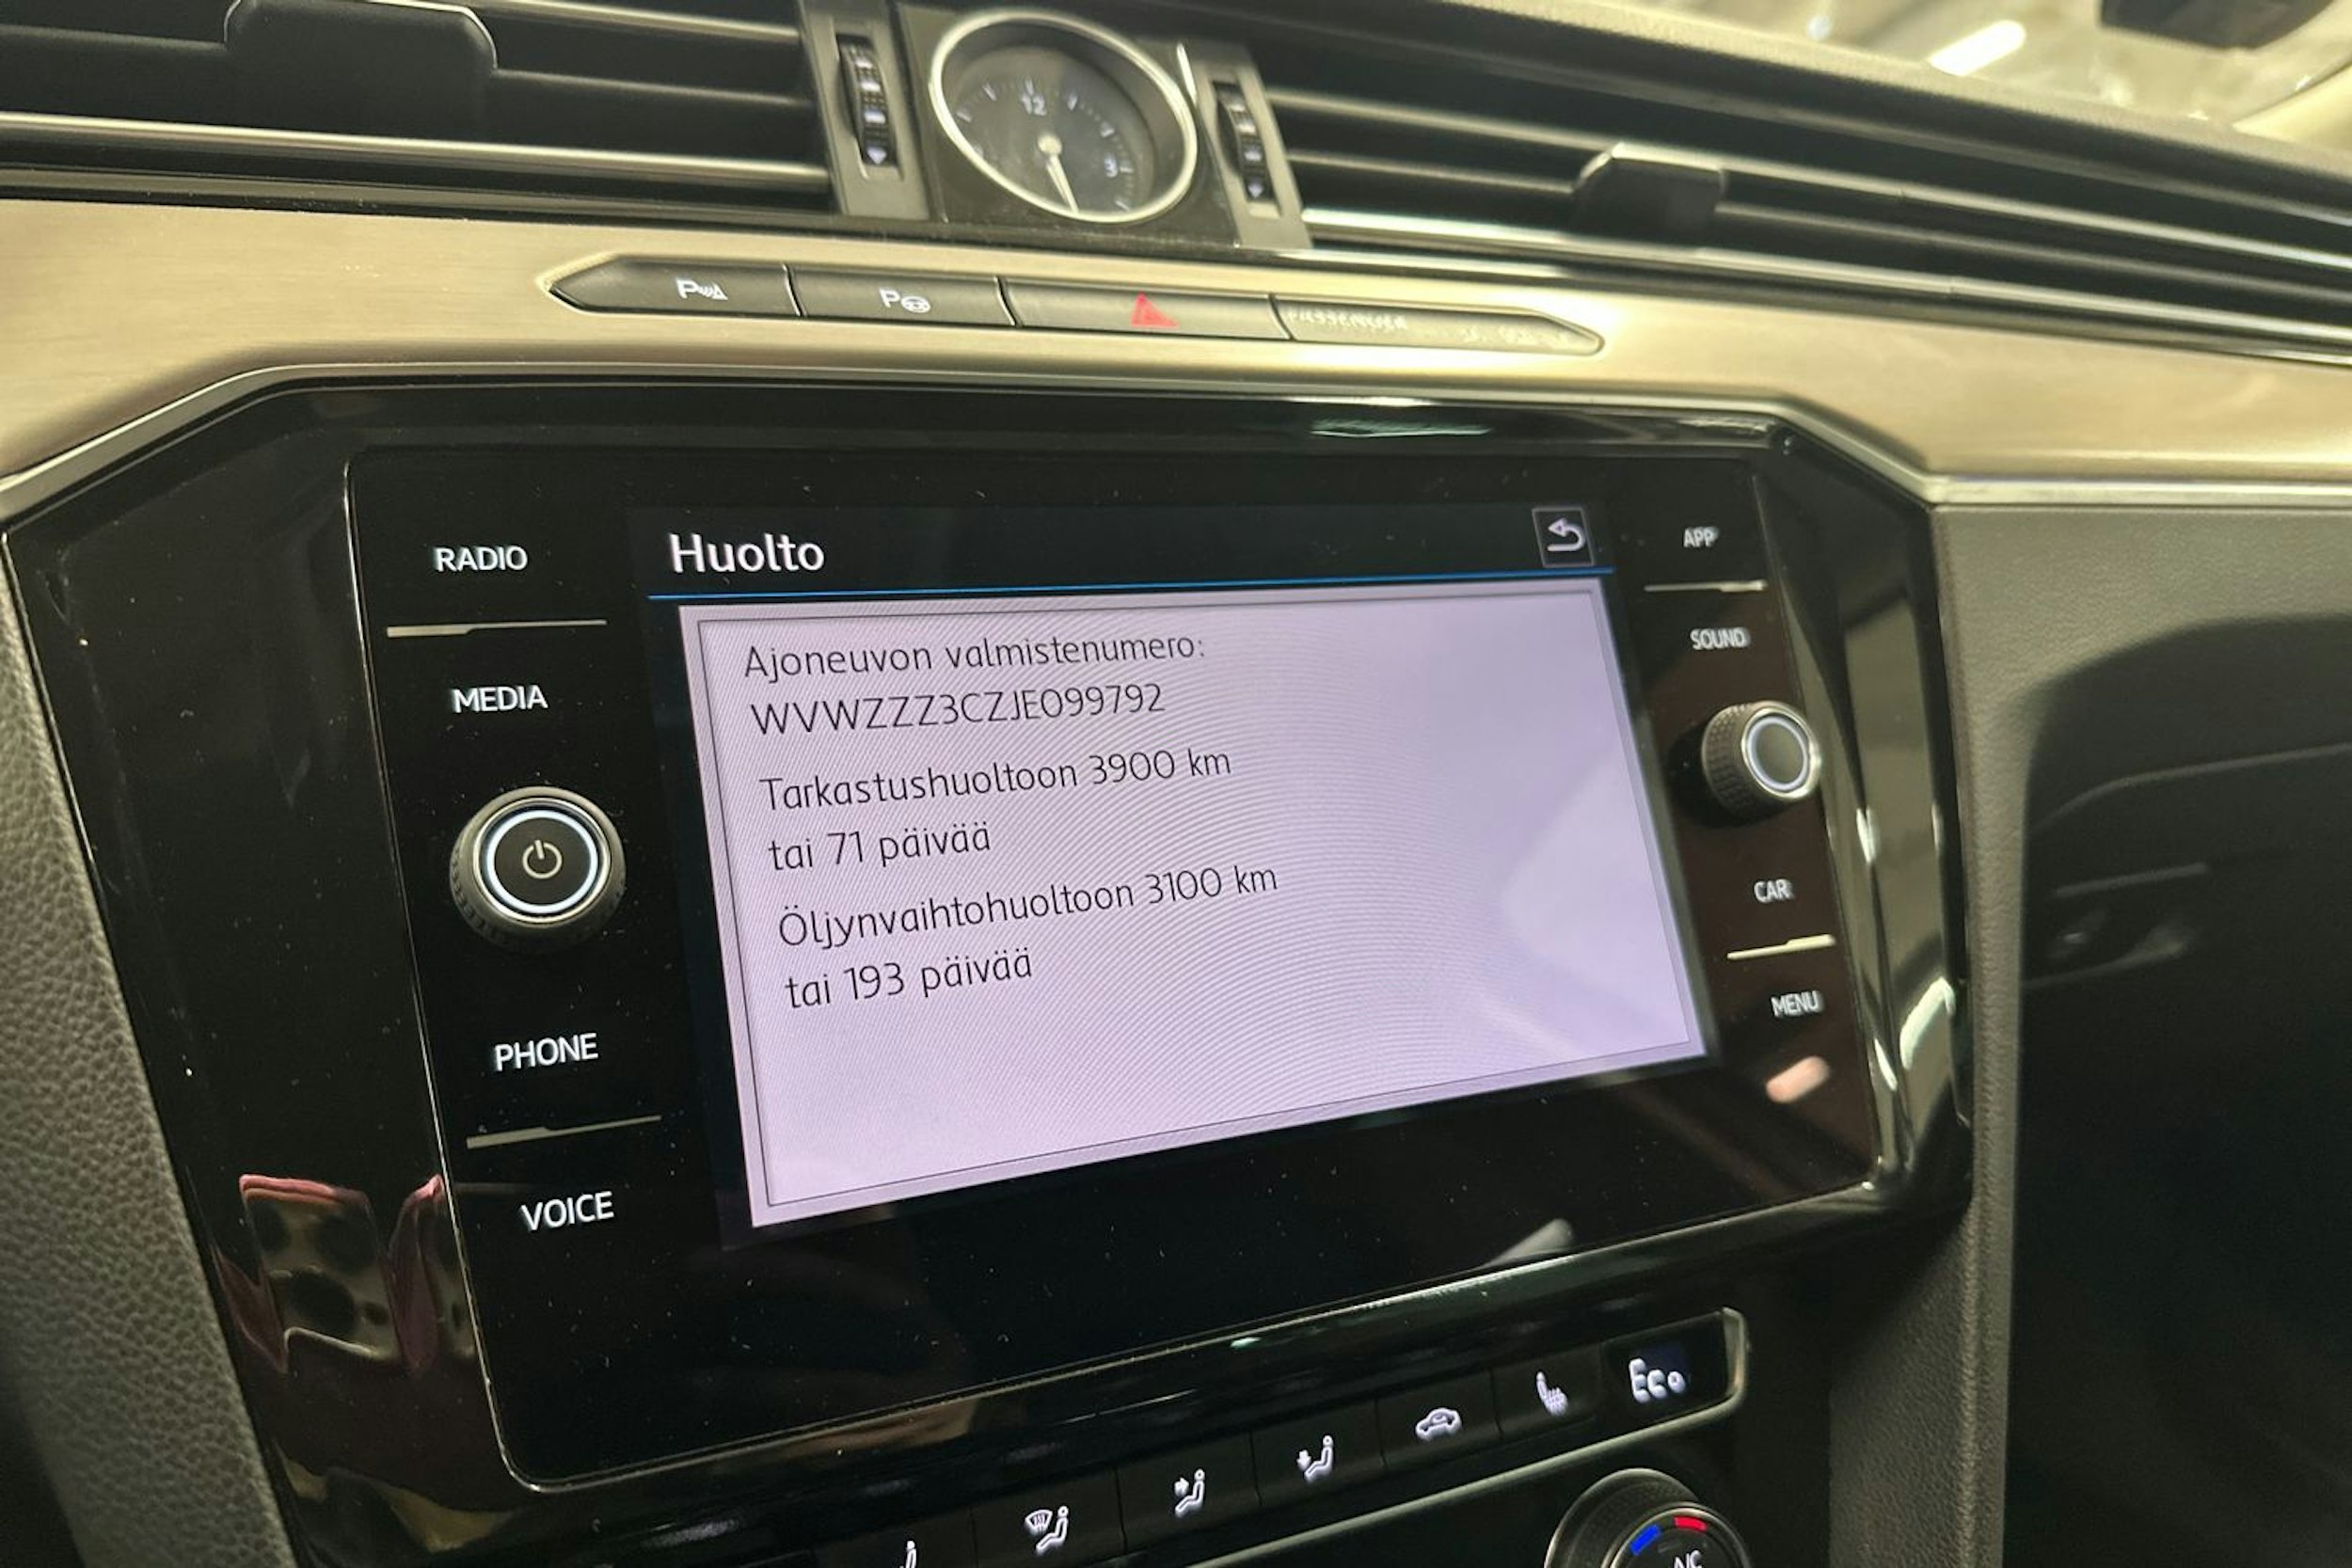 12
3
P
P
PASSENGER
RADIO
MEDIA
PHONE
VOICE
Huolto
Ajoneuvon valmistenumero:
WVWZZZ3CZJE099792
Tarkastushuoltoon 3900 km
tai 71 päivää
Öljynvaihtohuoltoon 3100 km
tai 193 päivää
APP
SOUND
CAR
MENU
Eco